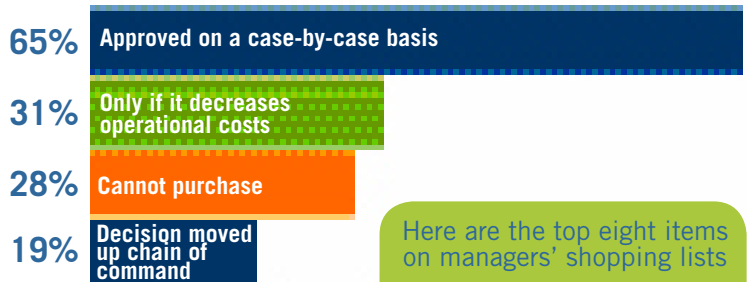 65%
Approved on a case-by-case basis
31%
Only if it decreases
operational costs
28%
Cannot purchase
19%
Decision moved
up chain of
command
Here are the top eight items
on managers’ shopping lists